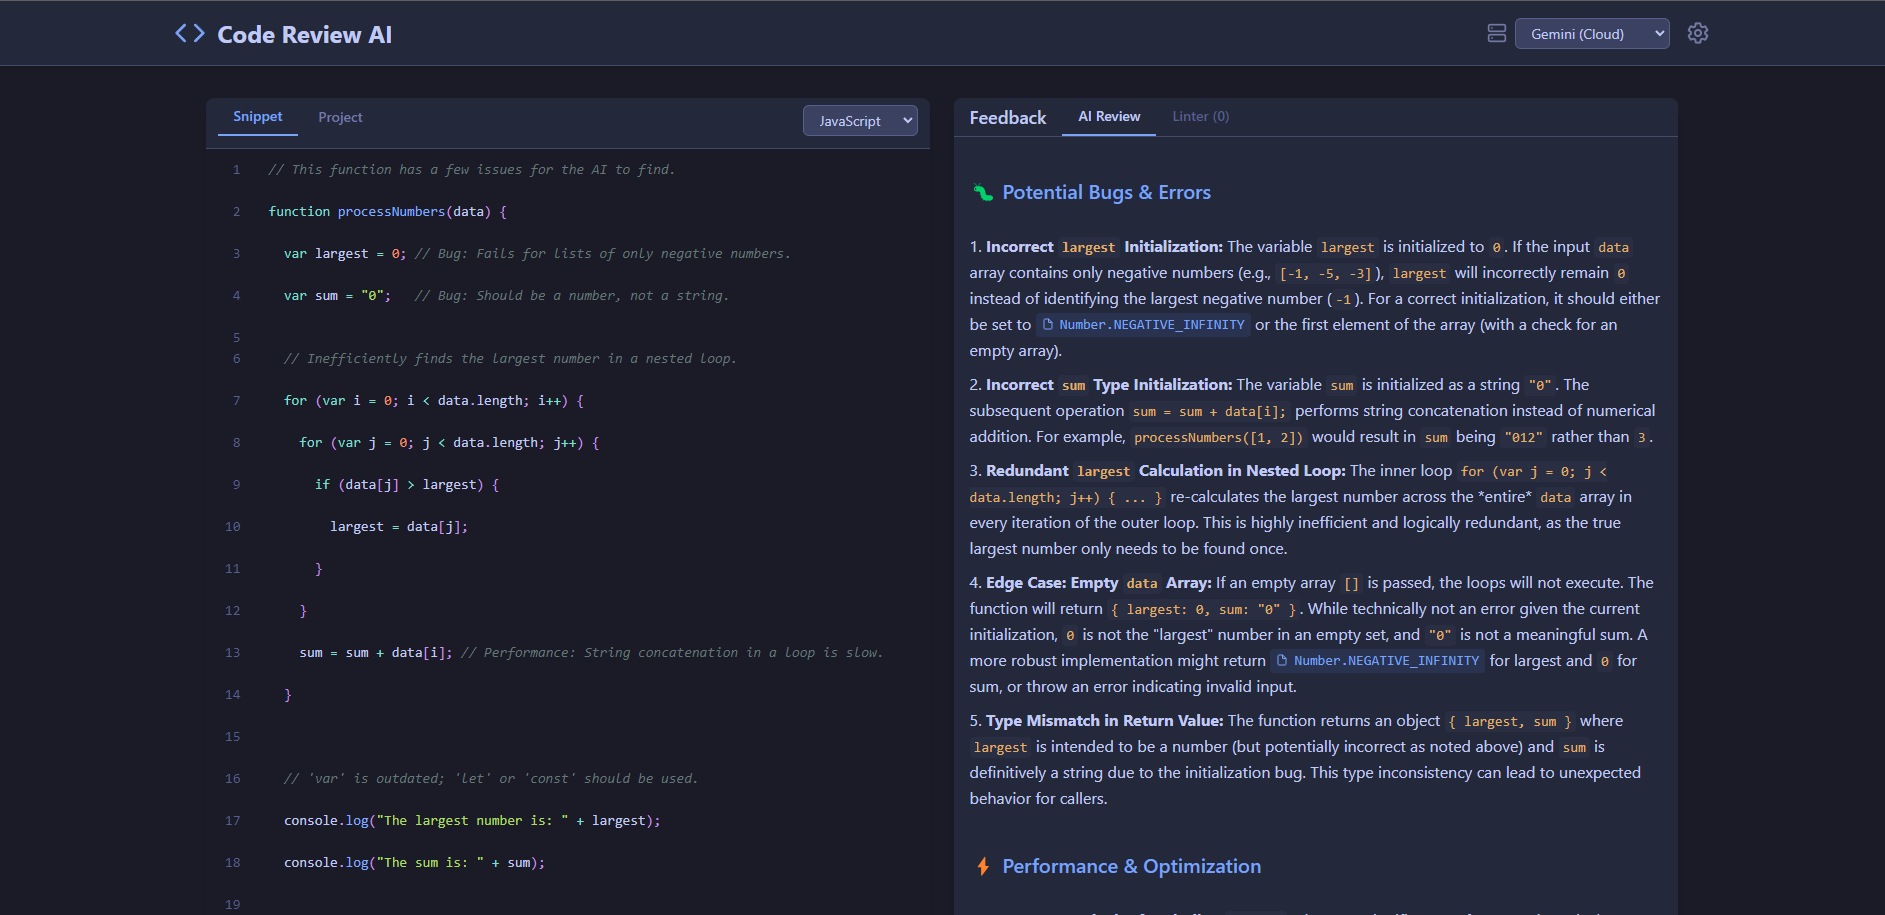 Code Review AI
Gemini (Cloud)
Snippet
Project
JavaScript
1 // This function has a few issues for the AI to find.
2 function processNumbers(data) {
3 var largest = 0; // Bug: Fails for lists of only negative numbers.
4 var sum = "0"; // Bug: Should be a number, not a string.
5
6 // Inefficiently finds the largest number in a nested loop.
7 for (var i = 0; i < data.length; i++) {
8 for (var j = 0; j < data.length; j++) {
9 if (data[j] > largest) {
10 largest = data[j];
11 }
12 }
13 sum = sum + data[i]; // Performance: String concatenation in a loop is slow.
14 }
15
16 // 'var' is outdated; 'let' or 'const' should be used.
17 console.log("The largest number is: " + largest);
18 console.log("The sum is: " + sum);
19
Feedback
AI Review
Linter (0)
Potential Bugs & Errors
1. Incorrect largest Initialization: The variable largest is initialized to 0. If the input data
array contains only negative numbers (e.g., [-1, -5, -3]), largest will incorrectly remain 0
instead of identifying the largest negative number (-1). For a correct initialization, it should either
be set to Number.NEGATIVE_INFINITY or the first element of the array (with a check for an
empty array).
2. Incorrect sum Type Initialization: The variable sum is initialized as a string "0". The
subsequent operation sum = sum + data[i]; performs string concatenation instead of numerical
addition. For example, processNumbers([1, 2]) would result in sum being "012" rather than 3.
3. Redundant largest Calculation in Nested Loop: The inner loop for (var j = 0; j <
data.length; j++) { ... } re-calculates the largest number across the *entire* data array in
every iteration of the outer loop. This is highly inefficient and logically redundant, as the true
largest number only needs to be found once.
4. Edge Case: Empty data Array: If an empty array [] is passed, the loops will not execute. The
function will return { largest: 0, sum: "0" }. While technically not an error given the current
initialization, 0 is not the "largest" number in an empty set, and "0" is not a meaningful sum. A
more robust implementation might return Number.NEGATIVE_INFINITY for largest and 0 for
sum, or throw an error indicating invalid input.
5. Type Mismatch in Return Value: The function returns an object { largest, sum } where
largest is intended to be a number (but potentially incorrect as noted above) and sum is
definitively a string due to the initialization bug. This type inconsistency can lead to unexpected
behavior for callers.
Performance & Optimization